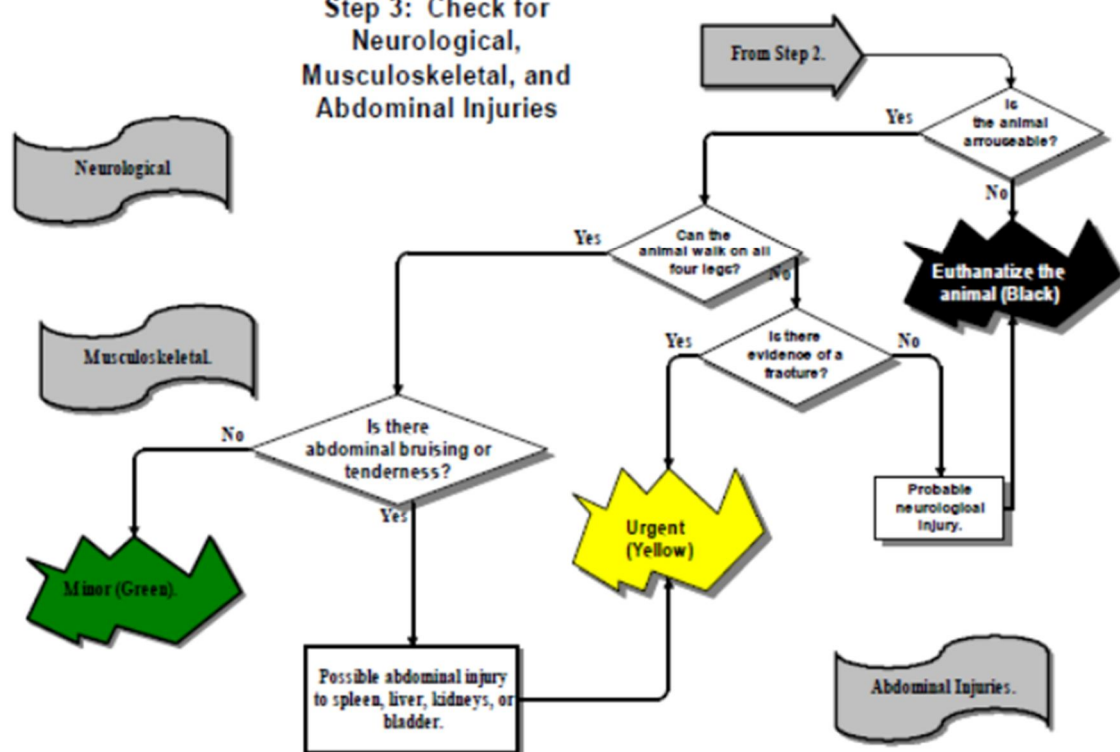 Step 3: Check for
Neurological,
Musculoskeletal, and
Abdominal Injuries
From Step 2.
Is
the animal
arrouseable?
Yes
No
Neurological
Can the
animal walk on all
four legs?
Yes
No
Euthanatize the
animal (Black)
Musculoskeletal.
Is there
evidence of a
fracture?
Yes
No
Is there
abdominal bruising or
tenderness?
No
Yes
Probable
neurological
injury.
Urgent
(Yellow)
Minor (Green).
Possible abdominal injury
to spleen, liver, kidneys, or
bladder.
Abdominal Injuries.